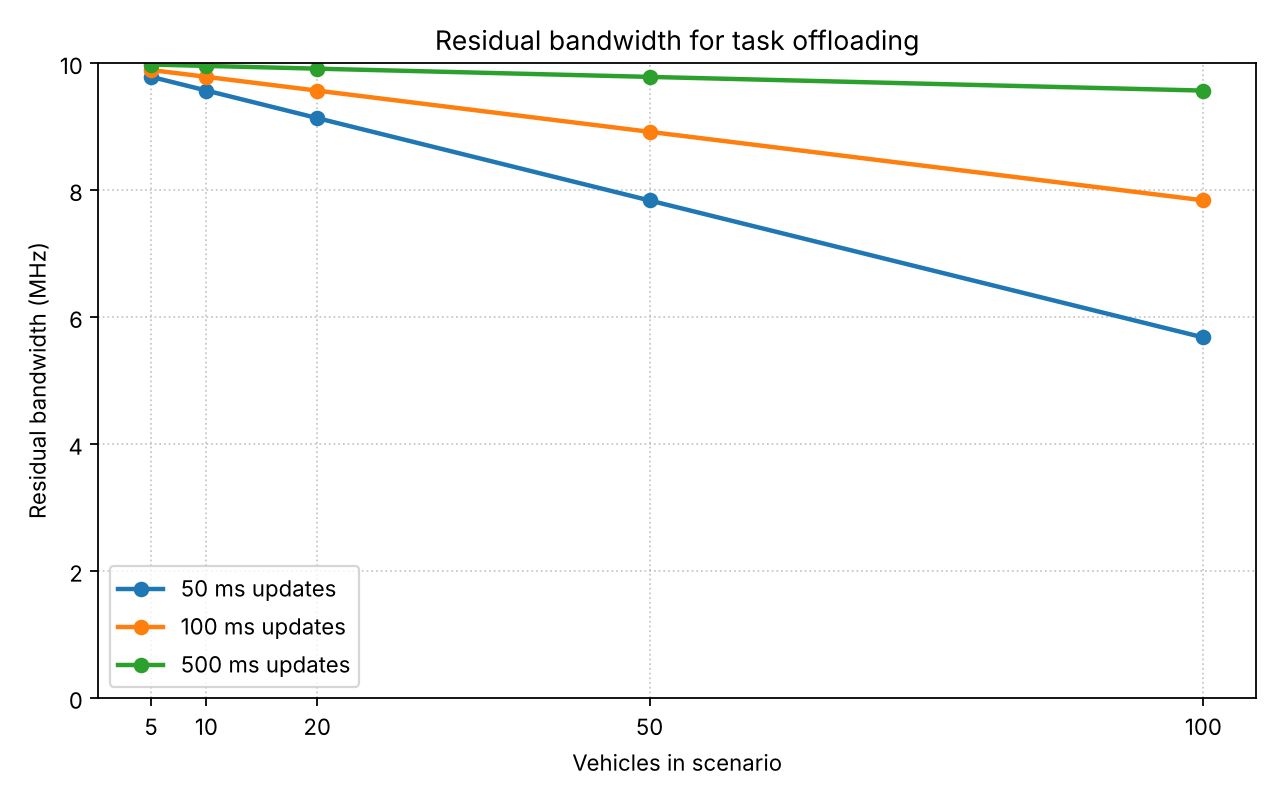 Residual bandwidth for task offloading
Residual bandwidth (MHz)
10
8
6
4
2
0
50 ms updates
100 ms updates
500 ms updates
5 10 20 50 100
Vehicles in scenario